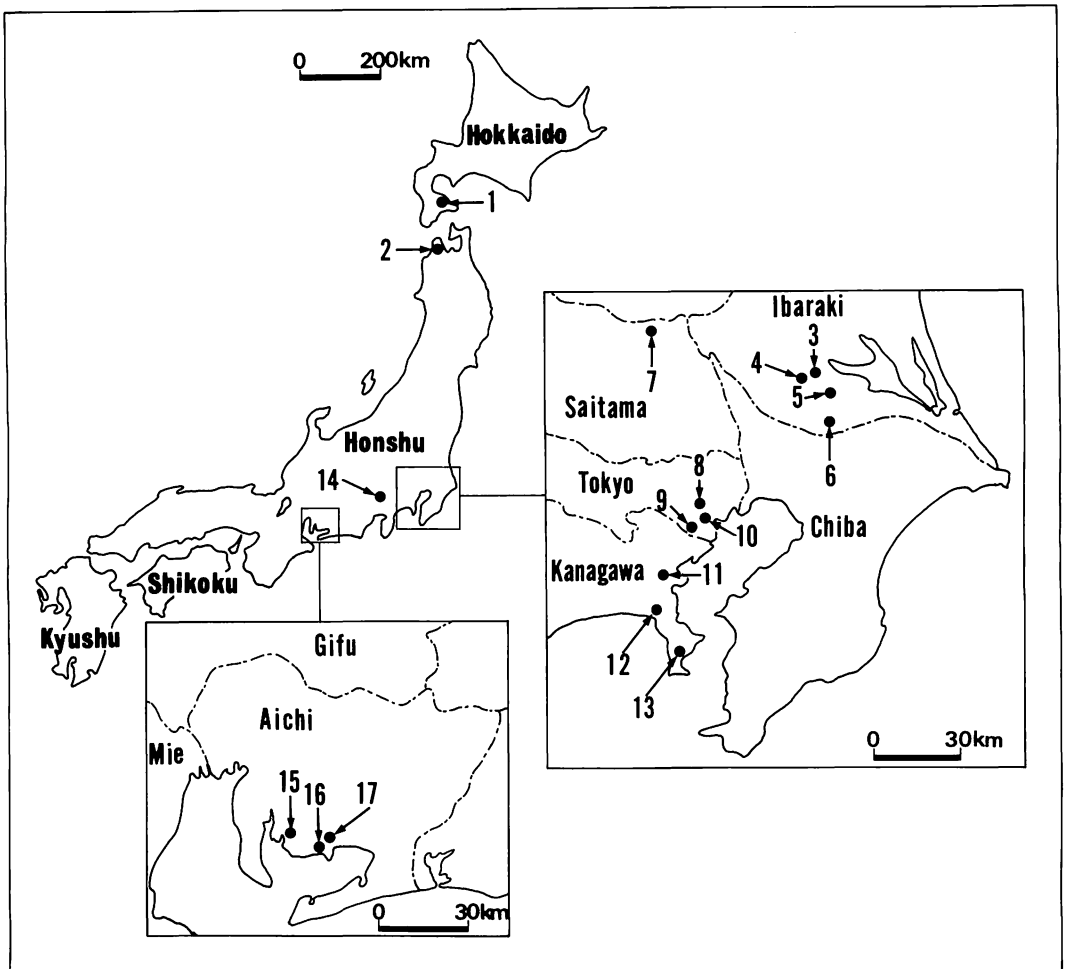 0 200km
Hokkaido
1
2
Ibaraki
3
4
7
5
Saitama
Honshu
6
14
8
Tokyo
9
10
Chiba
Kanagawa
11
Shikoku
12
Kyushu
Gifu
13
Aichi
0 30km
Mie
15
16
17
0 30km